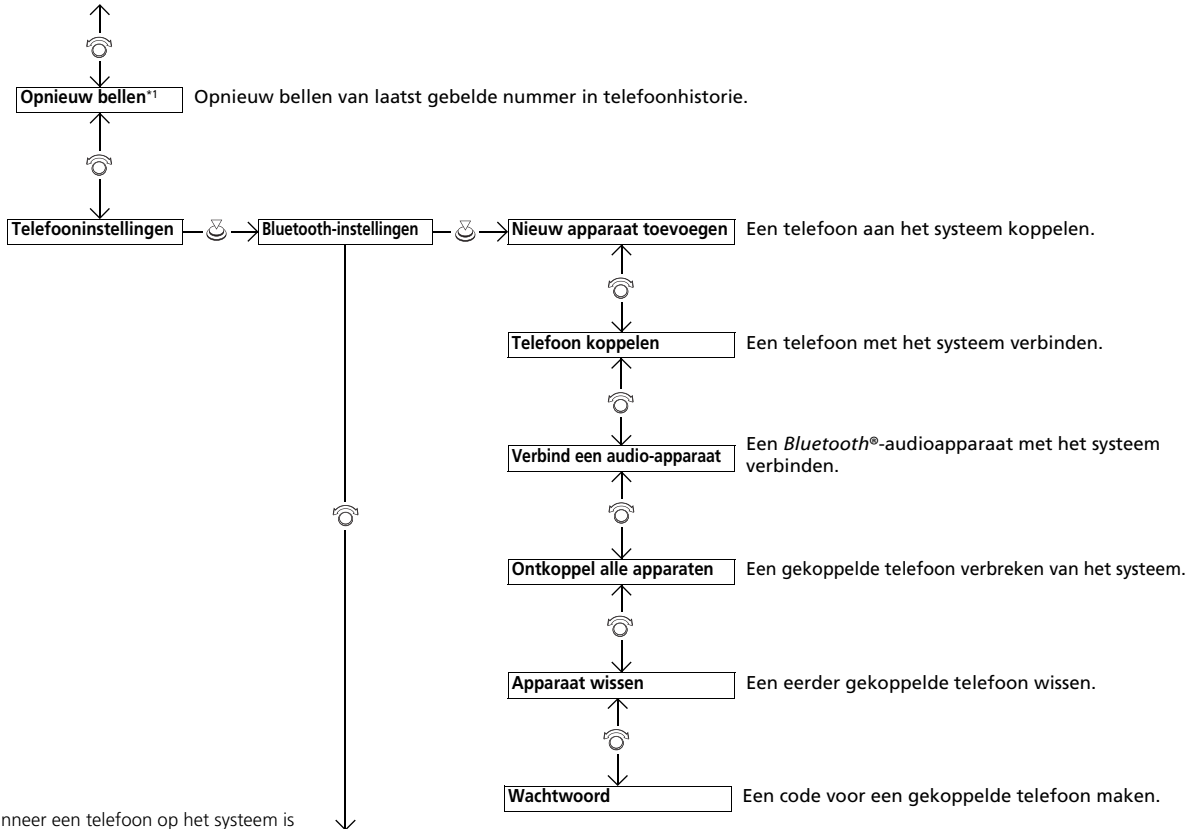 Opnieuw bellen*1 Opnieuw bellen van laatst gebelde nummer in telefoonhistorie.
Telefooninstellingen Bluetooth-instellingen Nieuw apparaat toevoegen Een telefoon aan het systeem koppelen.
Telefoon koppelen Een telefoon met het systeem verbinden.
Verbind een audio-apparaat Een Bluetooth®-audioapparaat met het systeem
verbinden.
Ontkoppel alle apparaten Een gekoppelde telefoon verbreken van het systeem.
Apparaat wissen Een eerder gekoppelde telefoon wissen.
Wachtwoord Een code voor een gekoppelde telefoon maken.
nneer een telefoon op het systeem is